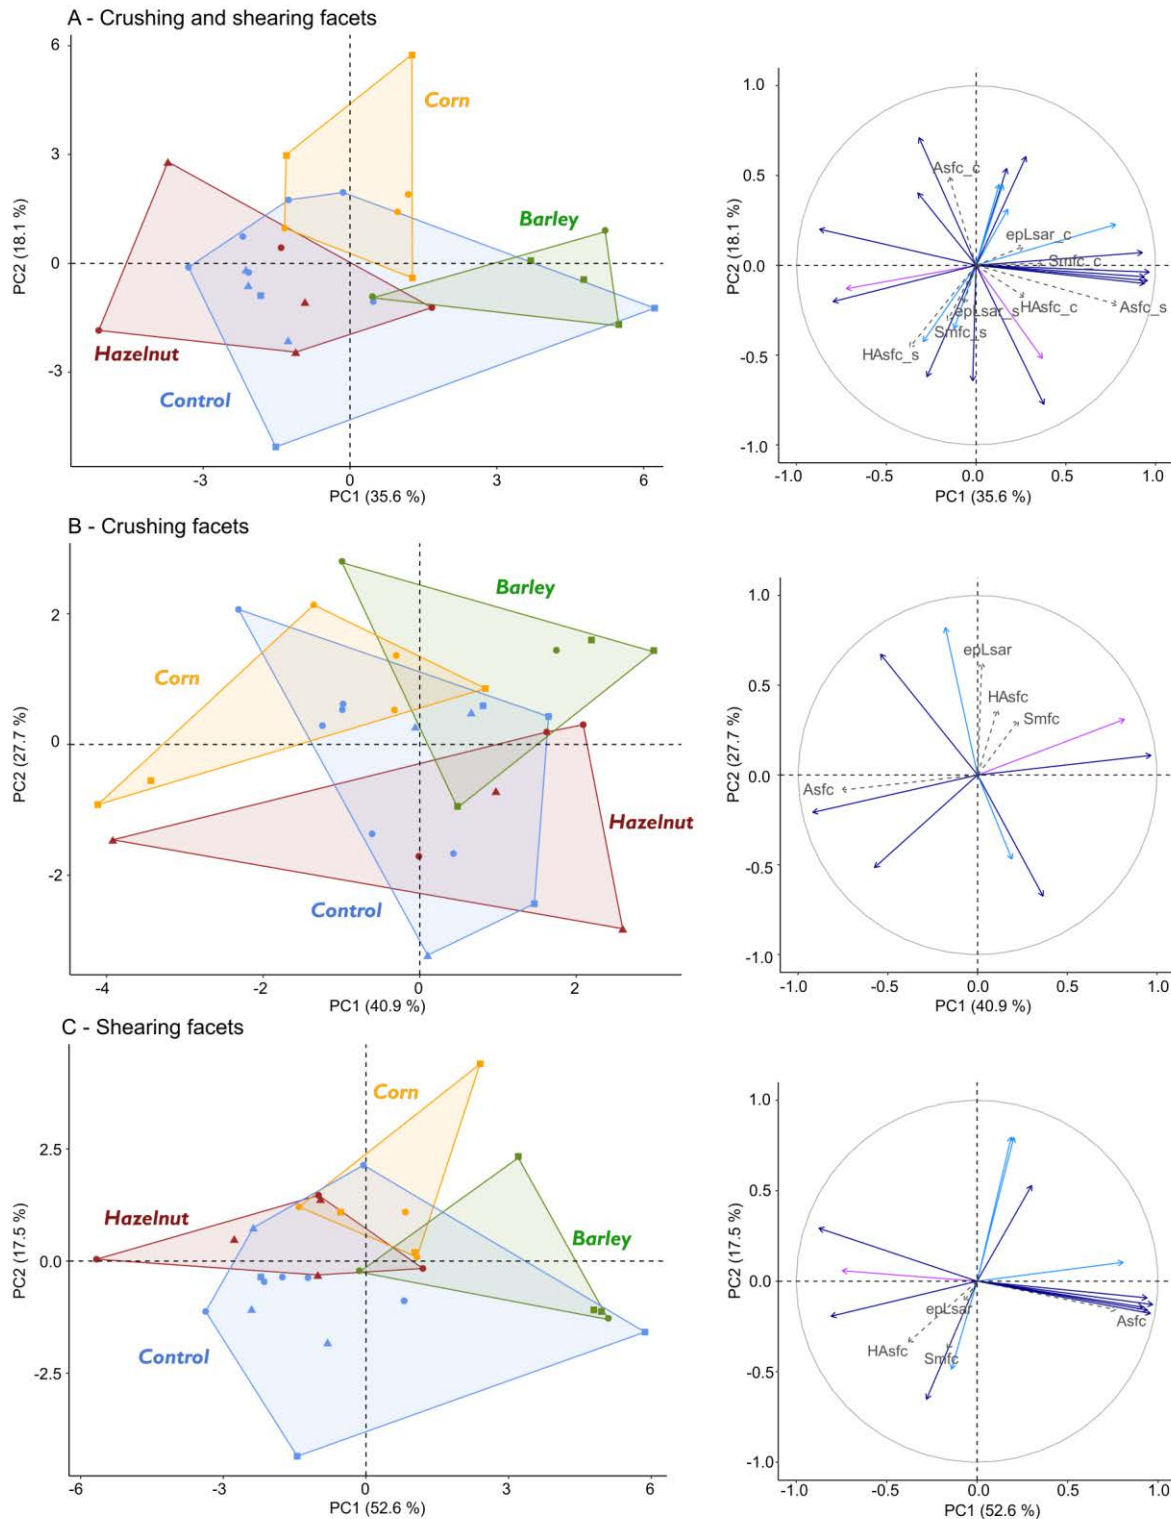 A - Crushing and shearing facets
6
3
0
-3
PC2 (18.1 %)
Corn
Barley
Hazelnut
Control
-3
0
3
6
PC1 (35.6 %)
1.0
0.5
0.0
-0.5
-1.0
PC2 (18.1 %)
Asfc_c
epLsar_c
Smfc_c
HAsfc_c
Asfc_s
epLsar_s
Smfc_s
HAsfc_s
-1.0
-0.5
0.0
0.5
1.0
PC1 (35.6 %)
B - Crushing facets
2
0
-2
PC2 (27.7 %)
Barley
Corn
Hazelnut
Control
-4
-2
0
2
PC1 (40.9 %)
1.0
0.5
0.0
-0.5
-1.0
PC2 (27.7 %)
epLsar
HAsfc
Smfc
Asfc
-1.0
-0.5
0.0
0.5
1.0
PC1 (40.9 %)
C - Shearing facets
2.5
0.0
-2.5
PC2 (17.5 %)
Corn
Hazelnut
Barley
Control
-6
-3
0
3
6
PC1 (52.6 %)
1.0
0.5
0.0
-0.5
-1.0
PC2 (17.5 %)
epLsar
Asfc
HAsfc
Smfc
-1.0
-0.5
0.0
0.5
1.0
PC1 (52.6 %)